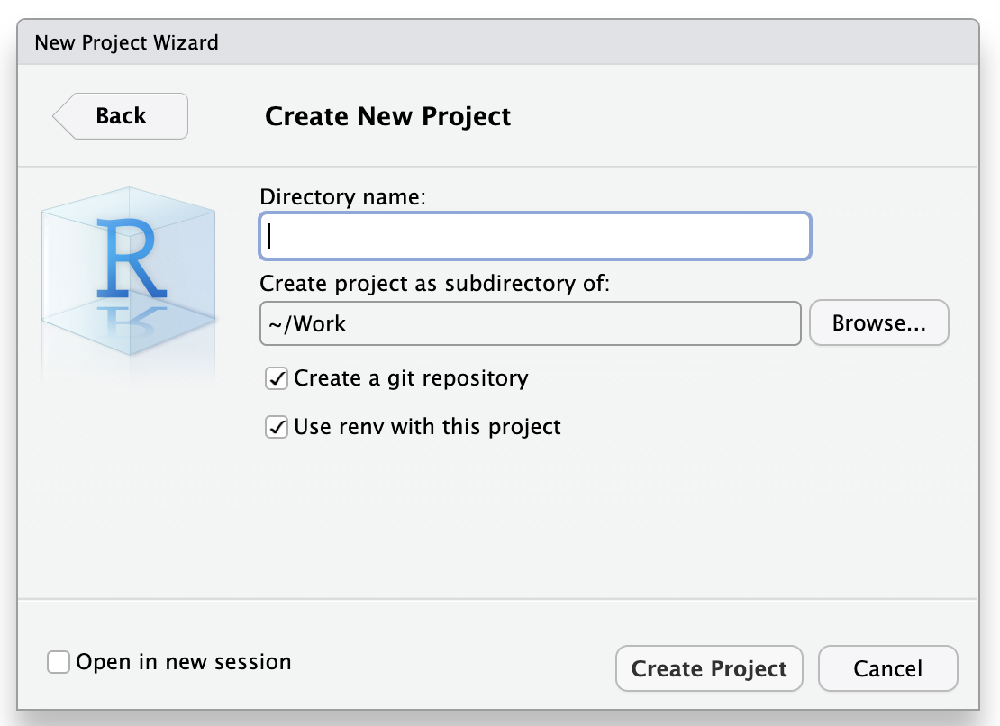 New Project Wizard
Back
Create New Project
R
Directory name:
Create project as subdirectory of:
~/Work
Browse...
Create a git repository
Use renv with this project
Open in new session
Create Project
Cancel